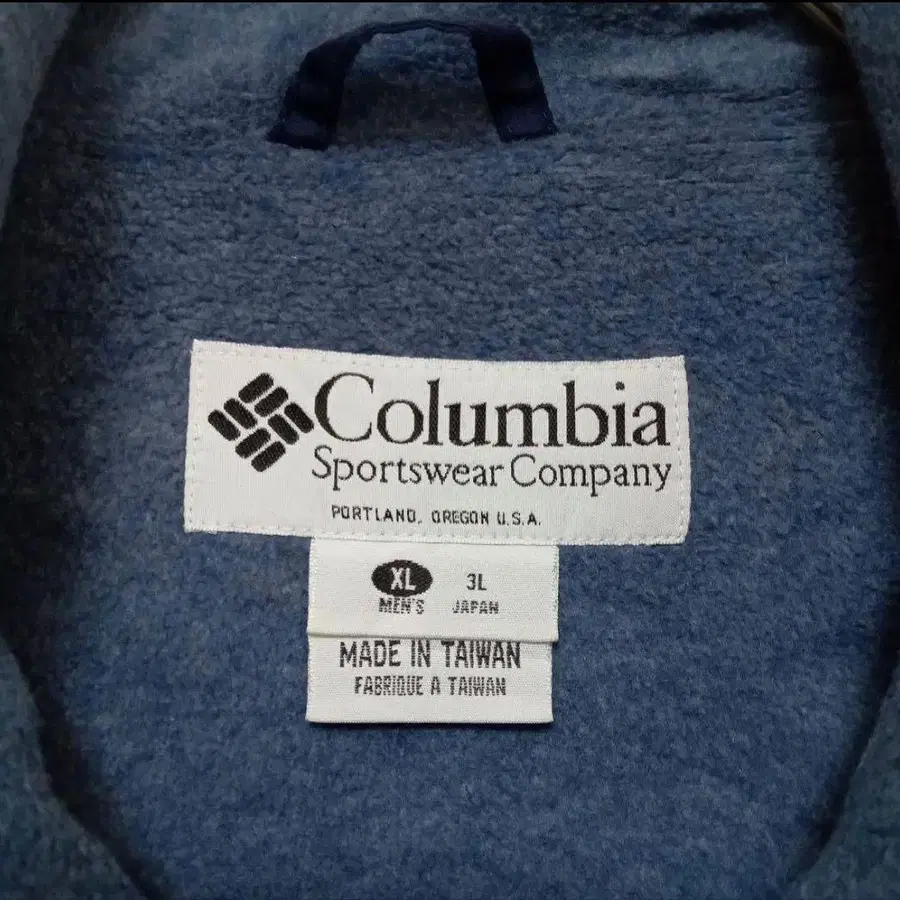 Columbia
Sportswear Company
PORTLAND, OREGON U.S.A.
XL 3L
MEN'S JAPAN
MADE IN TAIWAN
FABRIQUE A TAIWAN